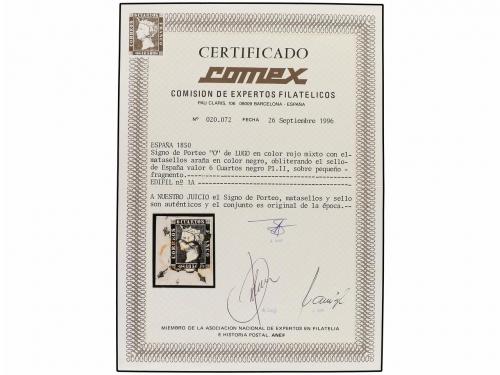 CERTIFICADO
comex
COMISION DE EXPERTOS FILATELICOS
PAU CLARIS, 106 08009 BARCELONA - ESPAÑA
Nº 020.072 FECHA 26 Septiembre 1996
ESPAÑA 1850
Signo de Porteo "O" de LUGO en color rojo mixto con el-
matasellos araña en color negro, obliterando el sello-
de España valor 6 Cuartos negro Pl.II, sobre pequeño -
fragmento.
EDIFIL nº 1A
A NUESTRO JUICIO el Signo de Porteo, matasellos y sello
son auténticos y el conjunto es original de la época.
CORREOS
SEIS CUARTOS
MIEMBRO DE LA ASOCIACION NACIONAL DE EXPERTOS EN FILATELIA
E HISTORIA POSTAL ANEF